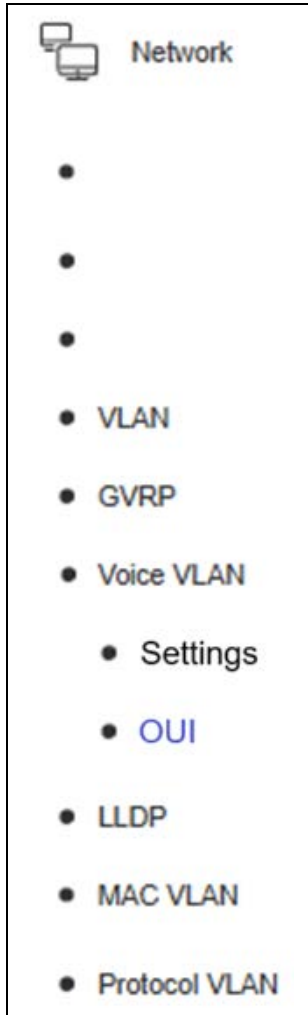 Network
VLAN
GVRP
Voice VLAN
Settings
OUI
LLDP
MAC VLAN
Protocol VLAN